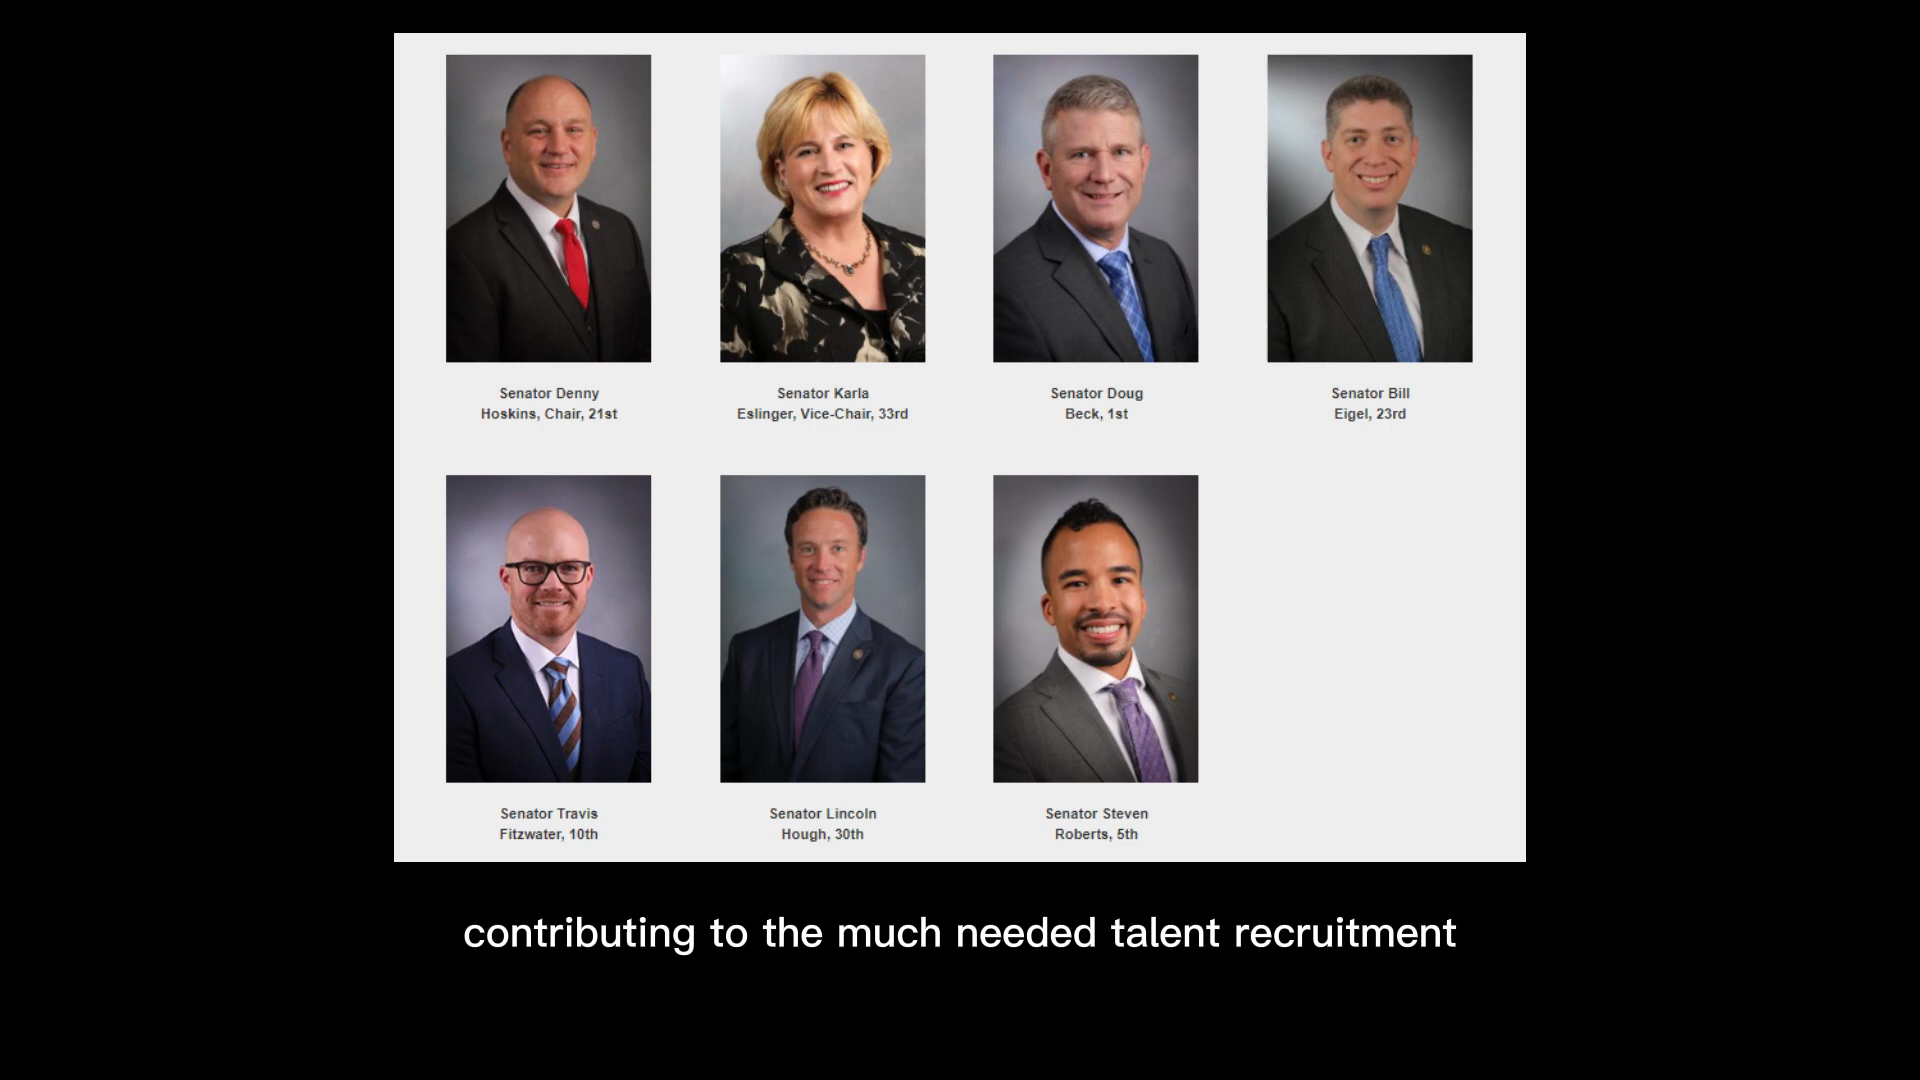 Senator Denny
Hoskins, Chair, 21st
Senator Karla
Eslinger, Vice-Chair, 33rd
Senator Doug
Beck, 1st
Senator Bill
Eigel, 23rd
Senator Travis
Fitzwater, 10th
Senator Lincoln
Hough, 30th
Senator Steven
Roberts, 5th
contributing to the much needed talent recruitment